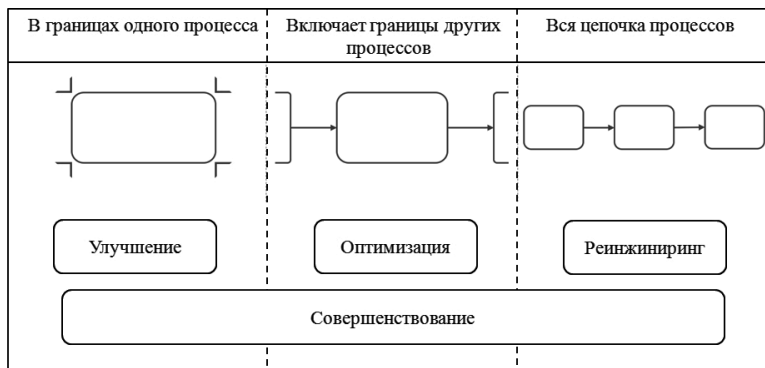 В границах одного процесса
Включает границы других
процессов
Вся цепочка процессов
Улучшение
Оптимизация
Реинжиниринг
Совершенствование